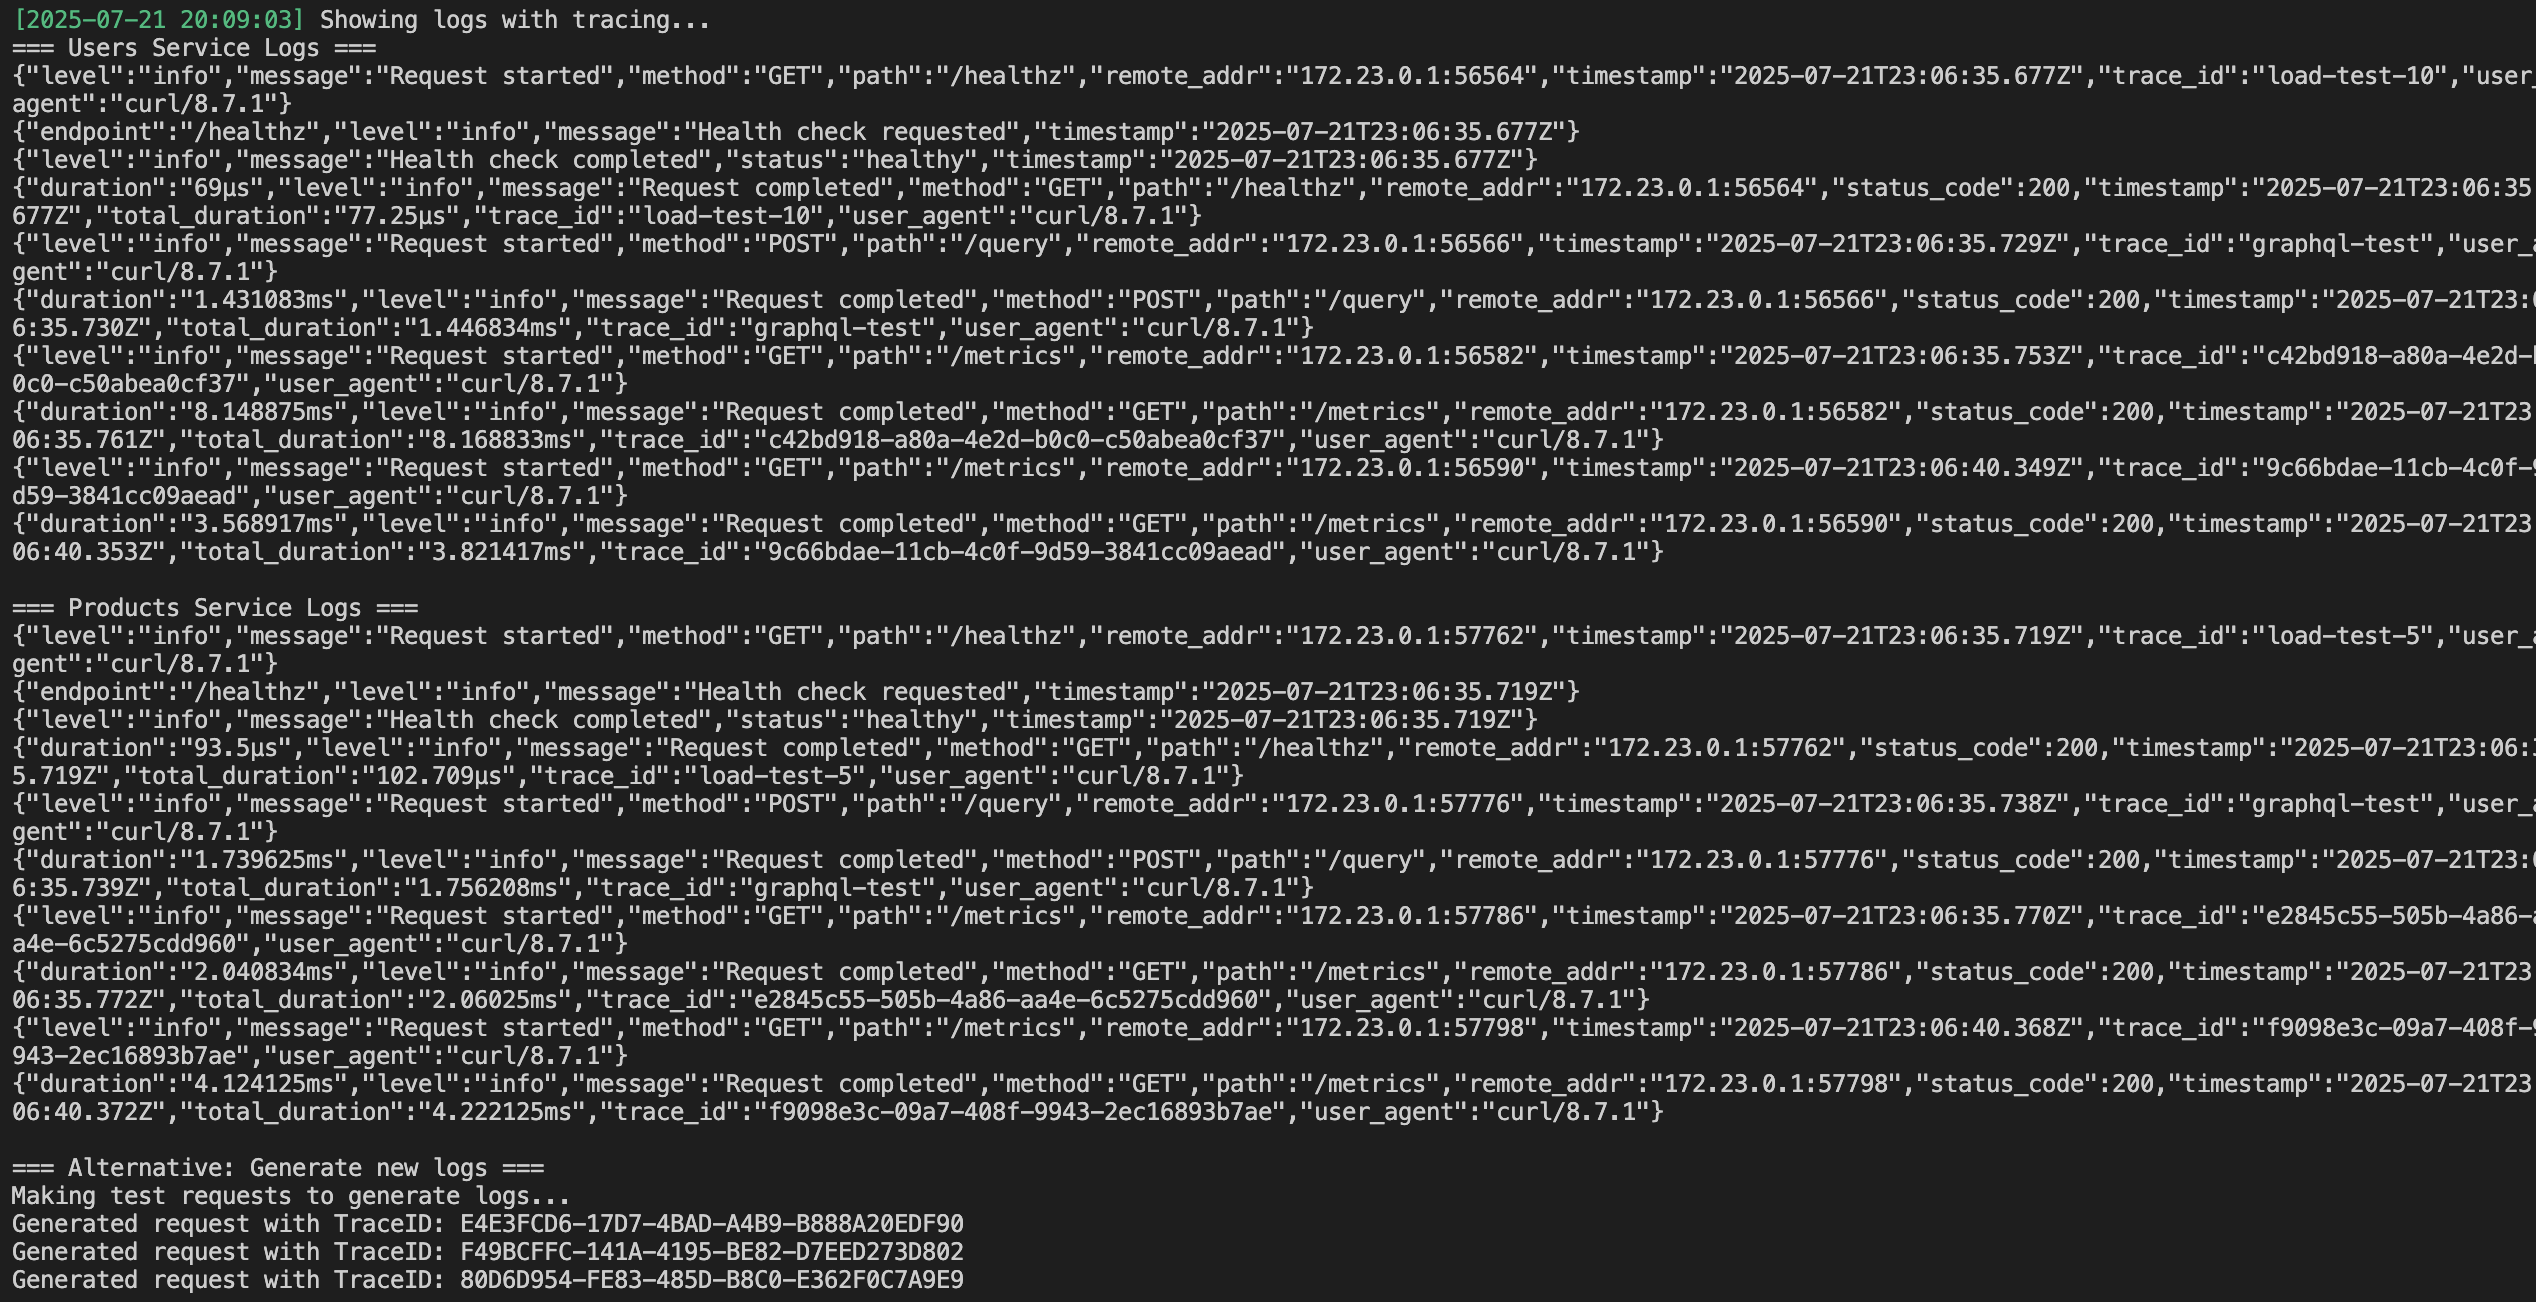 [2025-07-21 20:09:03] Showing logs with tracing...
=== Users Service Logs ===
{"level":"info","message":"Request started","method":"GET","path":"/healthz","remote_addr":"172.23.0.1:56564","timestamp":"2025-07-21T23:06:35.677Z","trace_id":"load-test-10","user_
agent":"curl/8.7.1"}
{"endpoint":"/healthz","level":"info","message":"Health check requested","timestamp":"2025-07-21T23:06:35.677Z"}
{"level":"info","message":"Health check completed","status":"healthy","timestamp":"2025-07-21T23:06:35.677Z"}
{"duration":"69µs","level":"info","message":"Request completed","method":"GET","path":"/healthz","remote_addr":"172.23.0.1:56564","status_code":200,"timestamp":"2025-07-21T23:06:35
677Z","total_duration":"77.25µs","trace_id":"load-test-10","user_agent":"curl/8.7.1"}
{"level":"info","message":"Request started","method":"POST","path":"/query","remote_addr":"172.23.0.1:56566","timestamp":"2025-07-21T23:06:35.729Z","trace_id":"graphql-test","user_
gent":"curl/8.7.1"}
{"duration":"1.431083ms","level":"info","message":"Request completed","method":"POST","path":"/query","remote_addr":"172.23.0.1:56566","status_code":200,"timestamp":"2025-07-21T23:
6:35.730Z","total_duration":"1.446834ms","trace_id":"graphql-test","user_agent":"curl/8.7.1"}
{"level":"info","message":"Request started","method":"GET","path":"/metrics","remote_addr":"172.23.0.1:56582","timestamp":"2025-07-21T23:06:35.753Z","trace_id":"c42bd918-a80a-4e2d-
0c0-c50abea0cf37","user_agent":"curl/8.7.1"}
{"duration":"8.148875ms","level":"info","message":"Request completed","method":"GET","path":"/metrics","remote_addr":"172.23.0.1:56582","status_code":200,"timestamp":"2025-07-21T23
06:35.761Z","total_duration":"8.168833ms","trace_id":"c42bd918-a80a-4e2d-b0c0-c50abea0cf37","user_agent":"curl/8.7.1"}
{"level":"info","message":"Request started","method":"GET","path":"/metrics","remote_addr":"172.23.0.1:56590","timestamp":"2025-07-21T23:06:40.349Z","trace_id":"9c66bdae-11cb-4c0f-
d59-3841cc09aead","user_agent":"curl/8.7.1"}
{"duration":"3.568917ms","level":"info","message":"Request completed","method":"GET","path":"/metrics","remote_addr":"172.23.0.1:56590","status_code":200,"timestamp":"2025-07-21T23
06:40.353Z","total_duration":"3.821417ms","trace_id":"9c66bdae-11cb-4c0f-9d59-3841cc09aead","user_agent":"curl/8.7.1"}
=== Products Service Logs ===
{"level":"info","message":"Request started","method":"GET","path":"/healthz","remote_addr":"172.23.0.1:57762","timestamp":"2025-07-21T23:06:35.719Z","trace_id":"load-test-5","user_
gent":"curl/8.7.1"}
{"endpoint":"/healthz","level":"info","message":"Health check requested","timestamp":"2025-07-21T23:06:35.719Z"}
{"level":"info","message":"Health check completed","status":"healthy","timestamp":"2025-07-21T23:06:35.719Z"}
{"duration":"93.5µs","level":"info","message":"Request completed","method":"GET","path":"/healthz","remote_addr":"172.23.0.1:57762","status_code":200,"timestamp":"2025-07-21T23:06:
5.719Z","total_duration":"102.709µs","trace_id":"load-test-5","user_agent":"curl/8.7.1"}
{"level":"info","message":"Request started","method":"POST","path":"/query","remote_addr":"172.23.0.1:57776","timestamp":"2025-07-21T23:06:35.738Z","trace_id":"graphql-test","user_
gent":"curl/8.7.1"}
{"duration":"1.739625ms","level":"info","message":"Request completed","method":"POST","path":"/query","remote_addr":"172.23.0.1:57776","status_code":200,"timestamp":"2025-07-21T23:
6:35.739Z","total_duration":"1.756208ms","trace_id":"graphql-test","user_agent":"curl/8.7.1"}
{"level":"info","message":"Request started","method":"GET","path":"/metrics","remote_addr":"172.23.0.1:57786","timestamp":"2025-07-21T23:06:35.770Z","trace_id":"e2845c55-505b-4a86-
a4e-6c5275cdd960","user_agent":"curl/8.7.1"}
{"duration":"2.040834ms","level":"info","message":"Request completed","method":"GET","path":"/metrics","remote_addr":"172.23.0.1:57786","status_code":200,"timestamp":"2025-07-21T23
06:35.772Z","total_duration":"2.06025ms","trace_id":"e2845c55-505b-4a86-aa4e-6c5275cdd960","user_agent":"curl/8.7.1"}
{"level":"info","message":"Request started","method":"GET","path":"/metrics","remote_addr":"172.23.0.1:57798","timestamp":"2025-07-21T23:06:40.368Z","trace_id":"f9098e3c-09a7-408f-
943-2ec16893b7ae","user_agent":"curl/8.7.1"}
{"duration":"4.124125ms","level":"info","message":"Request completed","method":"GET","path":"/metrics","remote_addr":"172.23.0.1:57798","status_code":200,"timestamp":"2025-07-21T23
06:40.372Z","total_duration":"4.222125ms","trace_id":"f9098e3c-09a7-408f-9943-2ec16893b7ae","user_agent":"curl/8.7.1"}
=== Alternative: Generate new logs ===
Making test requests to generate logs...
Generated request with TraceID: E4E3FCD6-17D7-4BAD-A4B9-B888A20EDF90
Generated request with TraceID: F49BCFFC-141A-4195-BE82-D7EED273D802
Generated request with TraceID: 80D6D954-FE83-485D-B8C0-E362F0C7A9E9